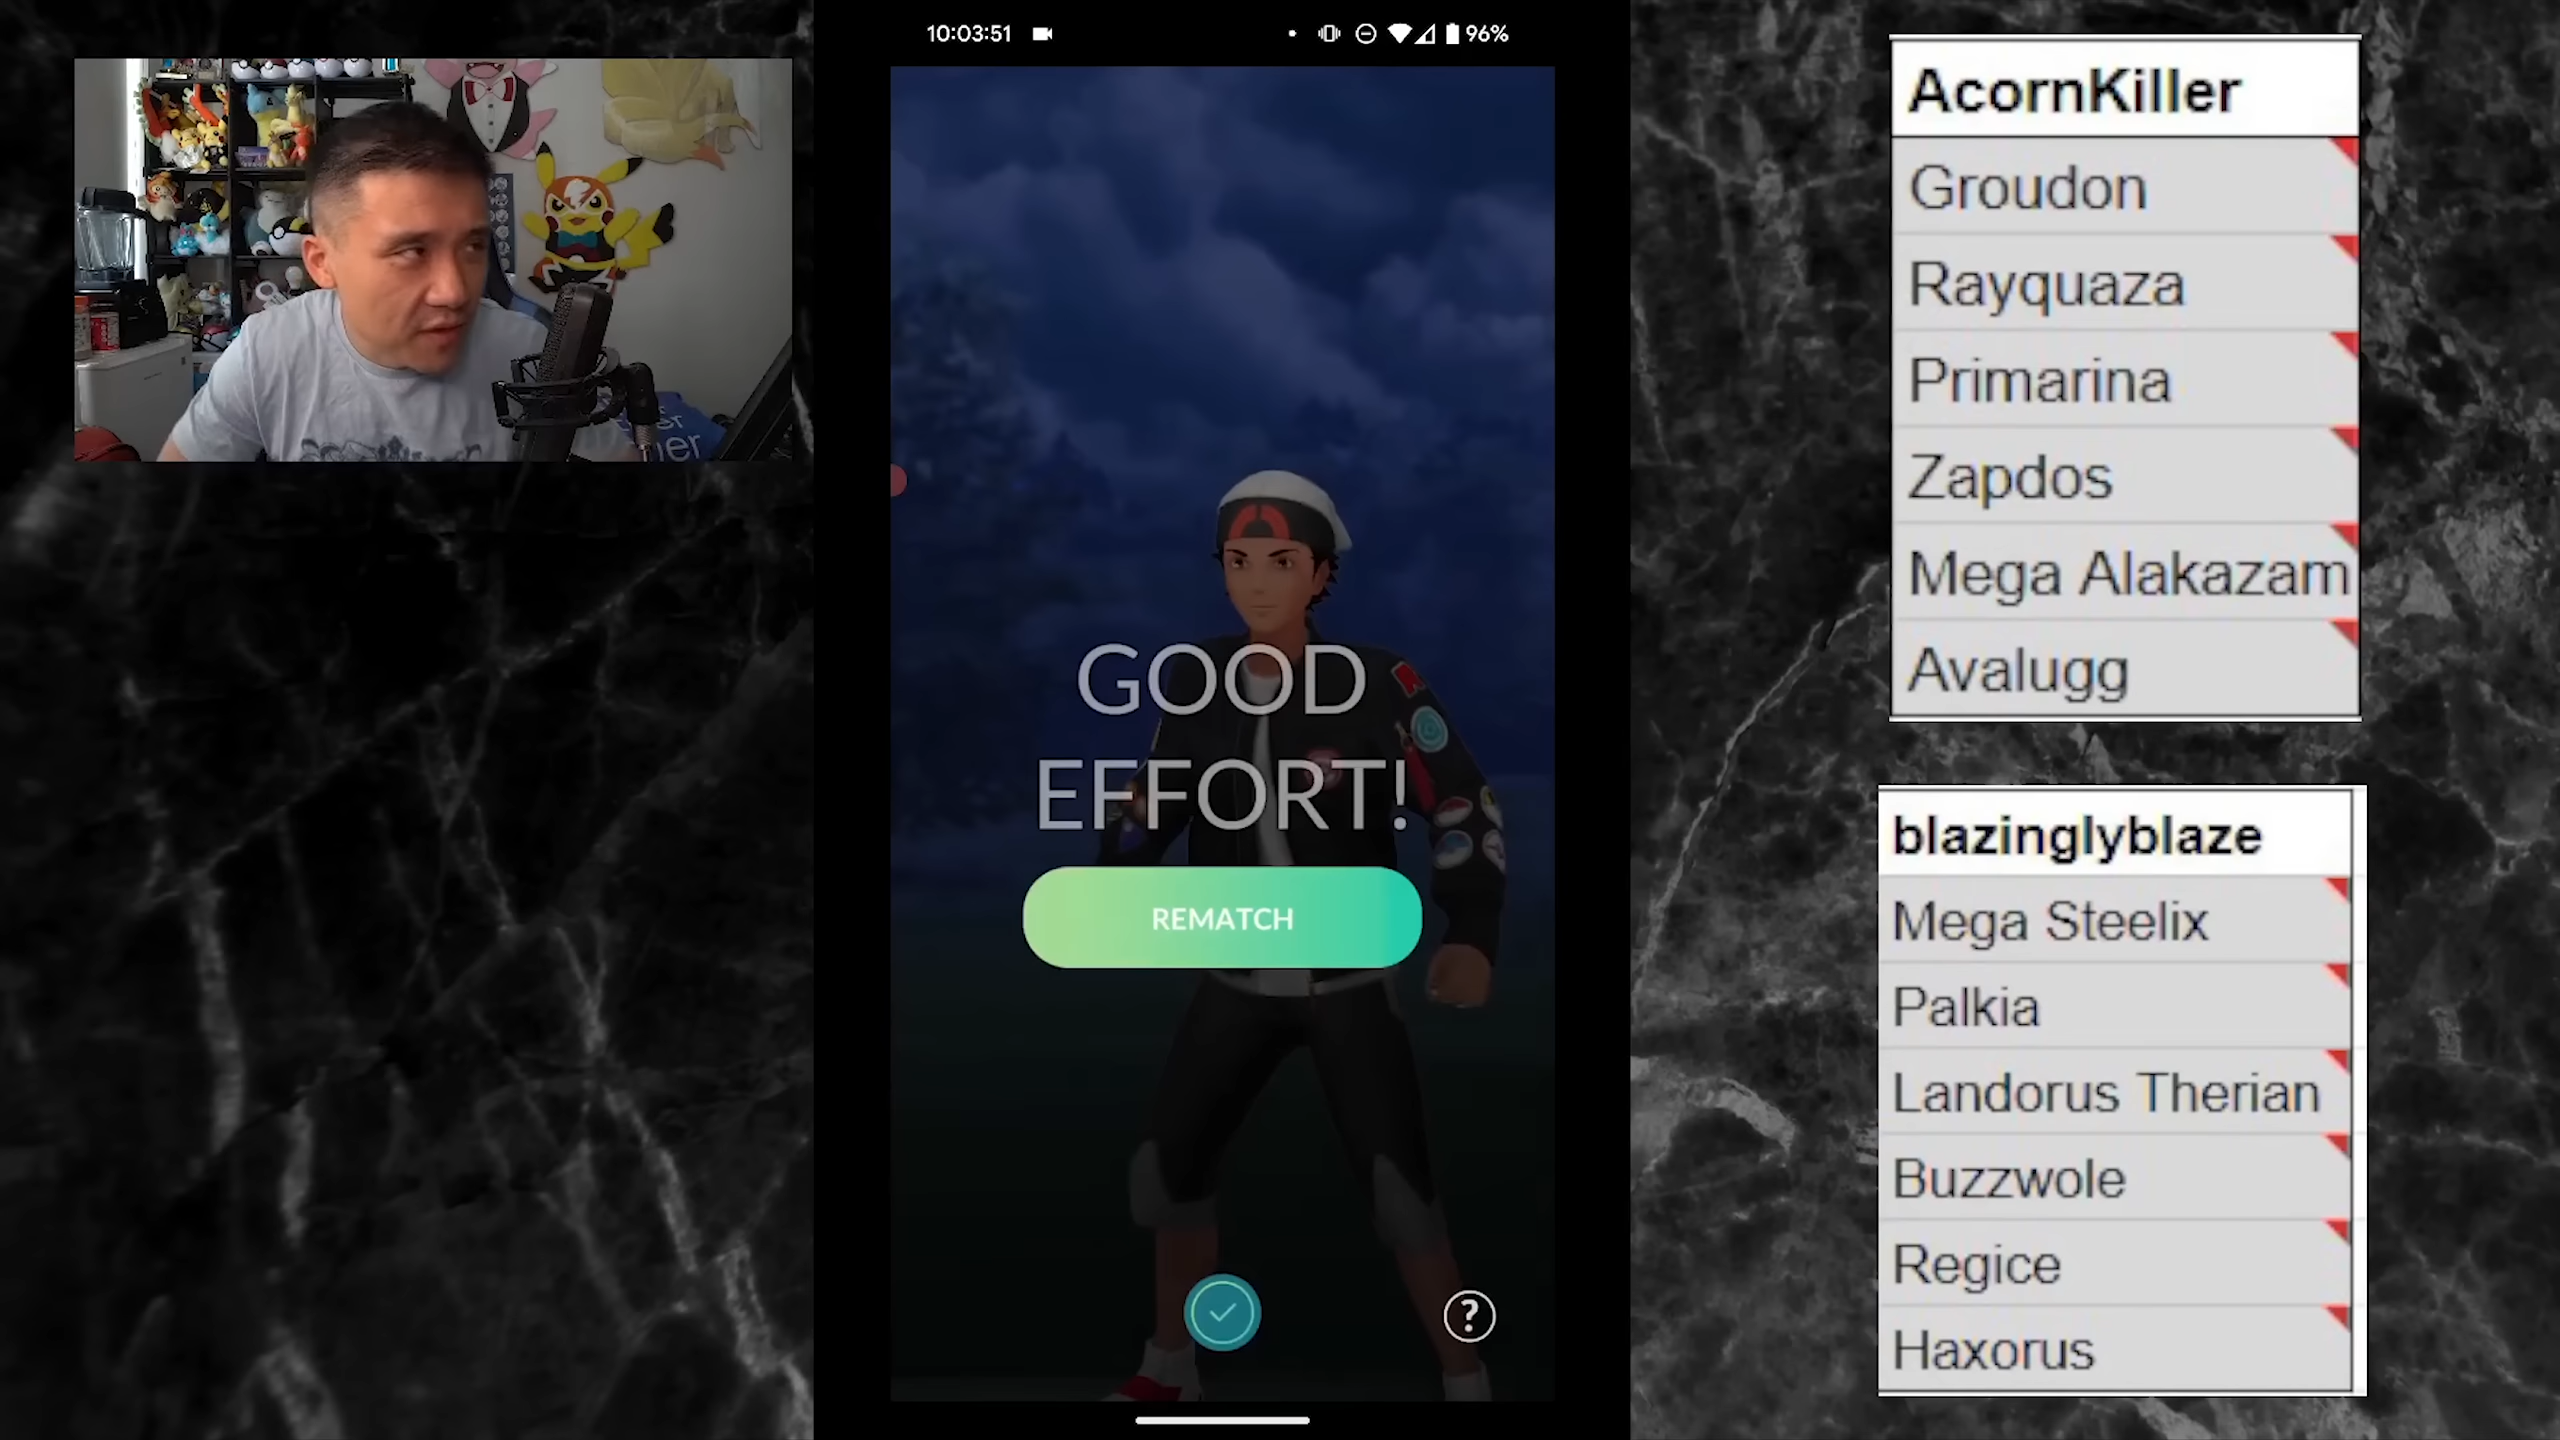 10:03:51
96%
GOOD
EFFORT!
REMATCH
?
AcornKiller
Groudon
Rayquaza
Primarina
Zapdos
Mega Alakazam
Avalugg
blazinglyblaze
Mega Steelix
Palkia
Landorus Therian
Buzzwole
Regice
Haxorus